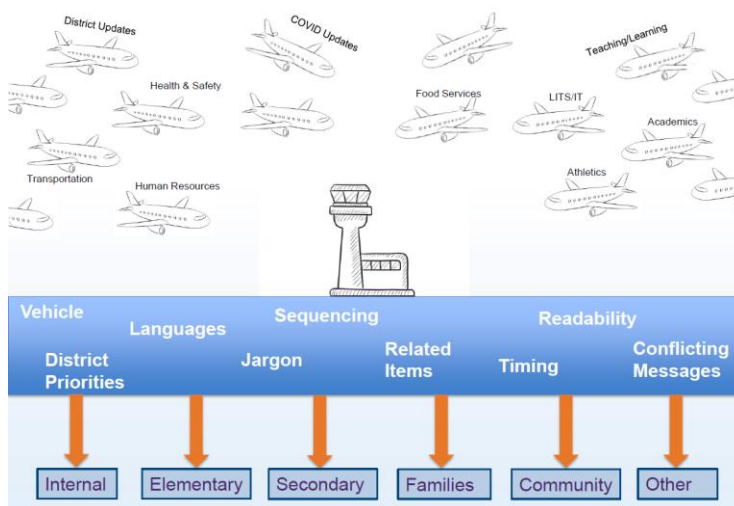 District Updates
COVID Updates
Teaching/Learning
Health & Safety
Food Services
LITS/IT
Academics
Transportation
Human Resources
Athletics
Vehicle
Languages
Sequencing
Readability
District
Priorities
Jargon
Related
Items
Timing
Conflicting
Messages
Internal
Elementary
Secondary
Families
Community
Other